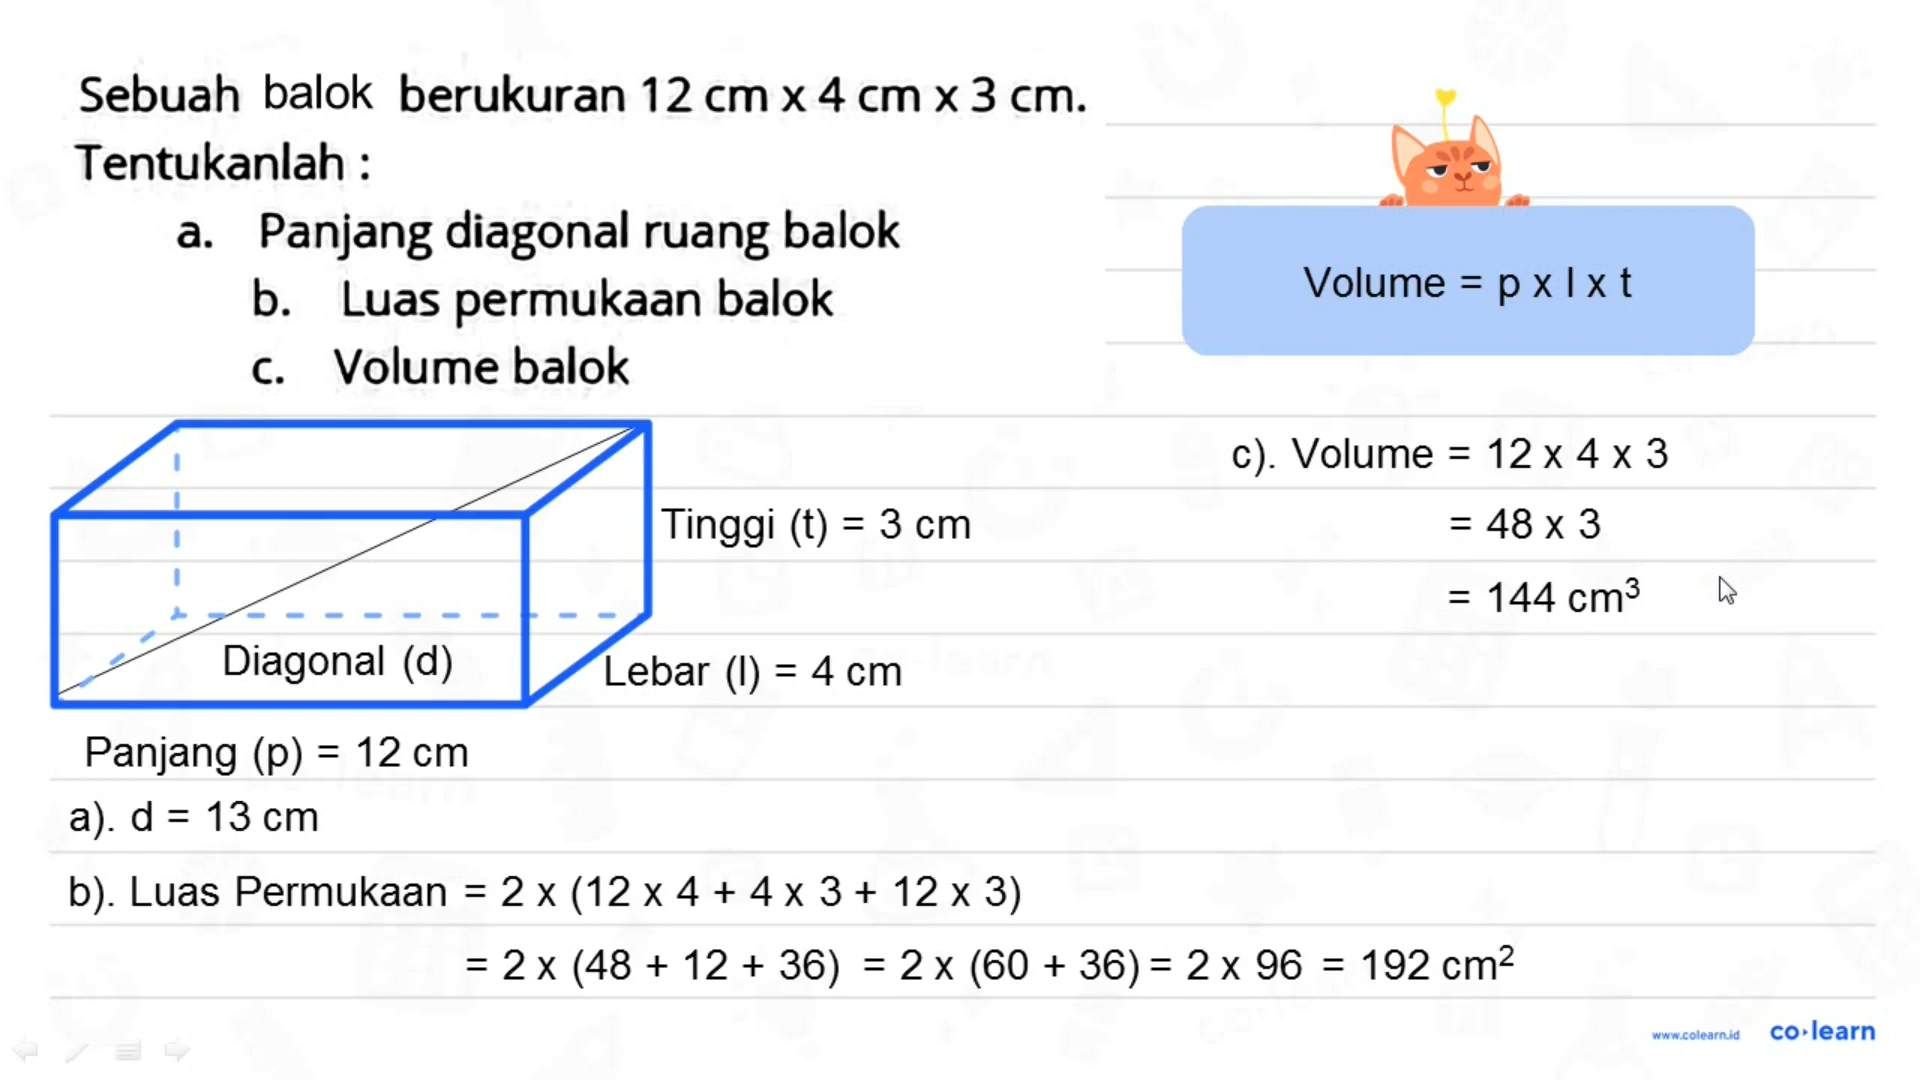 Sebuah balok berukuran 12 cm x 4 cm x 3 cm.
Tentukanlah :
a. Panjang diagonal ruang balok
b. Luas permukaan balok
c. Volume balok
Volume = p x l x t
Tinggi (t) = 3 cm
Diagonal (d)
Lebar (l) = 4 cm
Panjang (p) = 12 cm
a). d = 13 cm
b). Luas Permukaan = 2 x (12 x 4 + 4 x 3 + 12 x 3)
= 2 x (48 + 12 + 36) = 2 x (60 + 36) = 2 x 96 = 192 cm²
c). Volume = 12 x 4 x 3
= 48 x 3
= 144 cm³
www.colearn.id co·learn